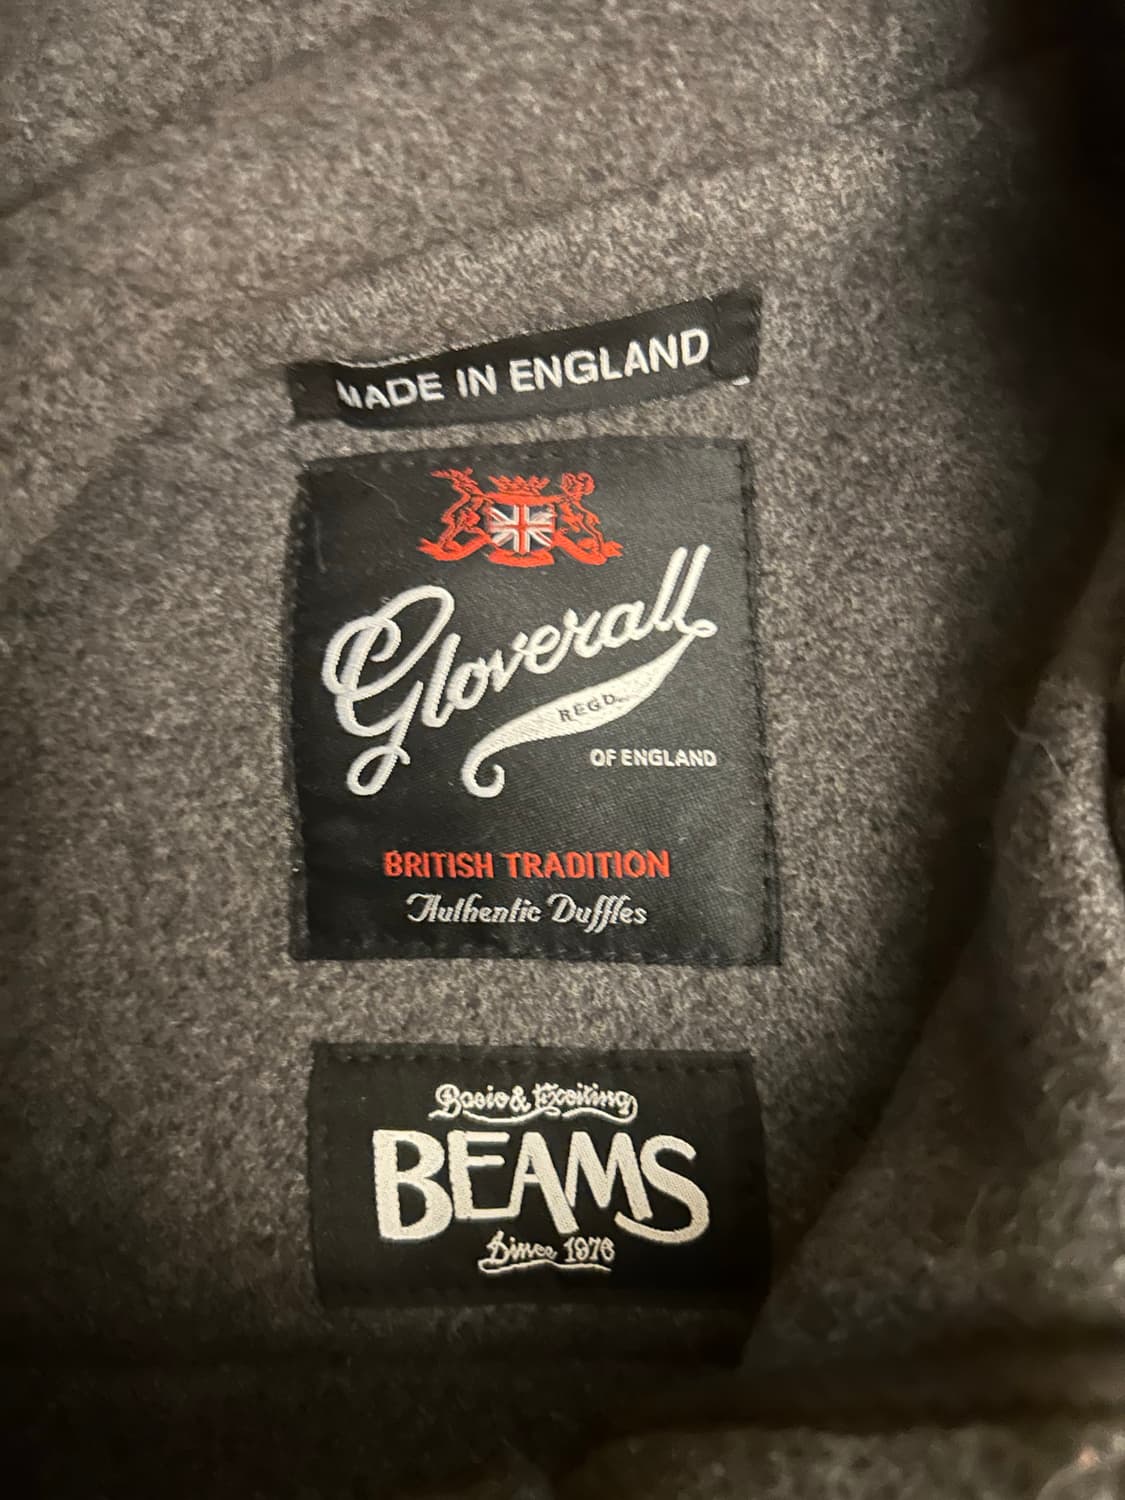 MADE IN ENGLAND
Gloverall
REGD.
OF ENGLAND
BRITISH TRADITION
Authentic Duffles
Basic & Exciting
BEAMS
Since 1976